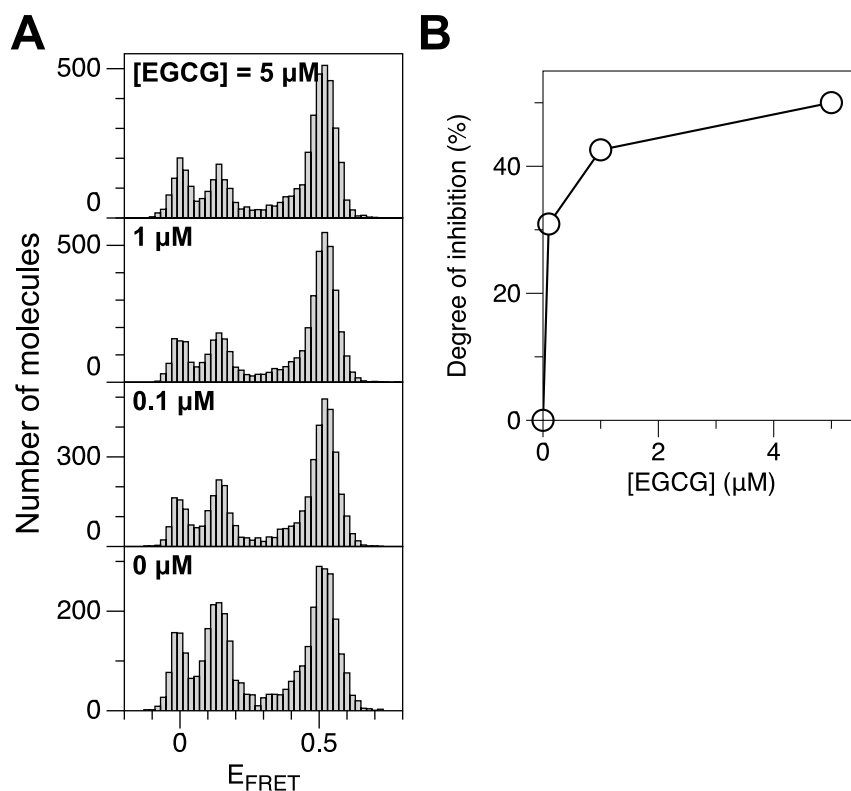 A
B
[EGCG] = 5 µM
500
0
1 µM
500
0
0.1 µM
300
0
0 µM
200
0
Number of molecules
0
0.5
E_FRET
Degree of inhibition (%)
40
20
0
0
2
4
[EGCG] (µM)